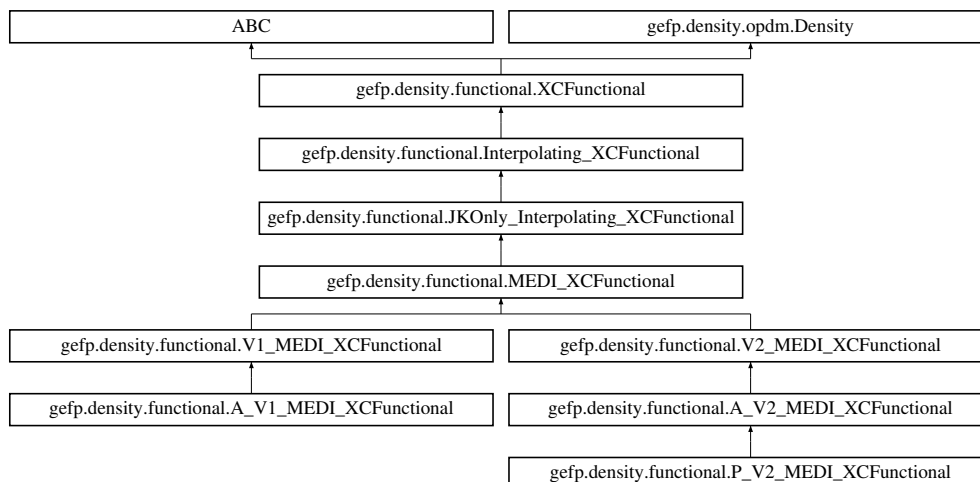 ABC
gefp.density.opdm.Density
gefp.density.functional.XCFunctional
gefp.density.functional.Interpolating_XCFunctional
gefp.density.functional.JKOnly_Interpolating_XCFunctional
gefp.density.functional.MEDI_XCFunctional
gefp.density.functional.V1_MEDI_XCFunctional
gefp.density.functional.V2_MEDI_XCFunctional
gefp.density.functional.A_V1_MEDI_XCFunctional
gefp.density.functional.A_V2_MEDI_XCFunctional
gefp.density.functional.P_V2_MEDI_XCFunctional